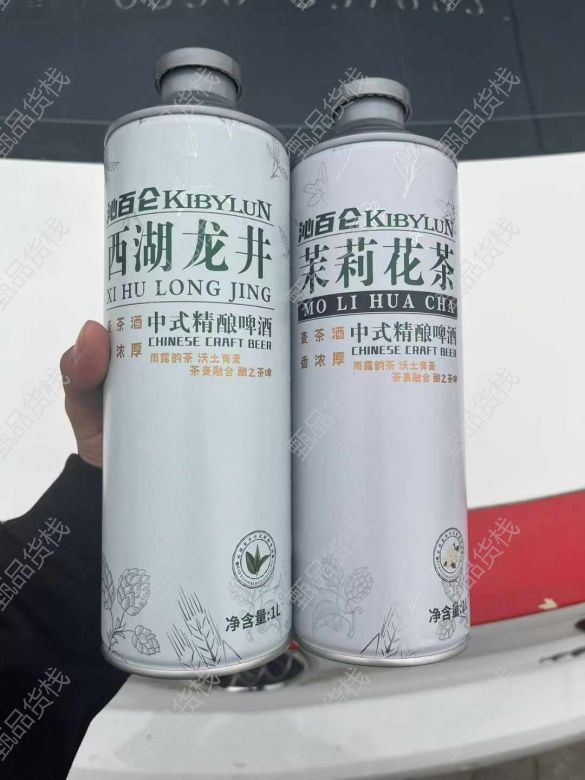 沁百仑KIBYLUN
西湖龙井
XI HU LONG JING
麦茶酒
香浓厚
中式精酿啤酒
CHINESE CRAFT BEER
雨露韵茶 沃土育麦
茶麦融合 酿之茶啤
净含量:1L
沁百仑KIBYLUN
茉莉花茶
MO LI HUA CHA
麦茶酒
香浓厚
中式精酿啤酒
CHINESE CRAFT BEER
雨露韵茶 沃土育麦
茶麦融合 酿之茶啤
净含量:1L
甄品货栈